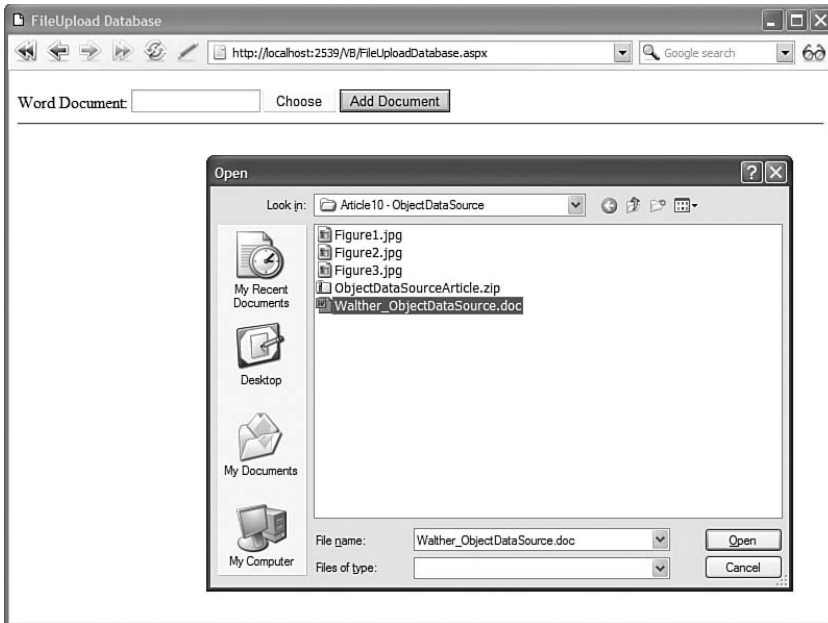 FileUpload Database
http://localhost:2539/VB/FileUploadDatabase.aspx
Google search
Word Document:
Choose
Add Document
Open
Look in:
Article10 - ObjectDataSource
Figure1.jpg
Figure2.jpg
Figure3.jpg
ObjectDataSourceArticle.zip
Walther_ObjectDataSource.doc
My Recent
Documents
Desktop
My Documents
My Computer
File name:
Walther_ObjectDataSource.doc
Open
Files of type:
Cancel